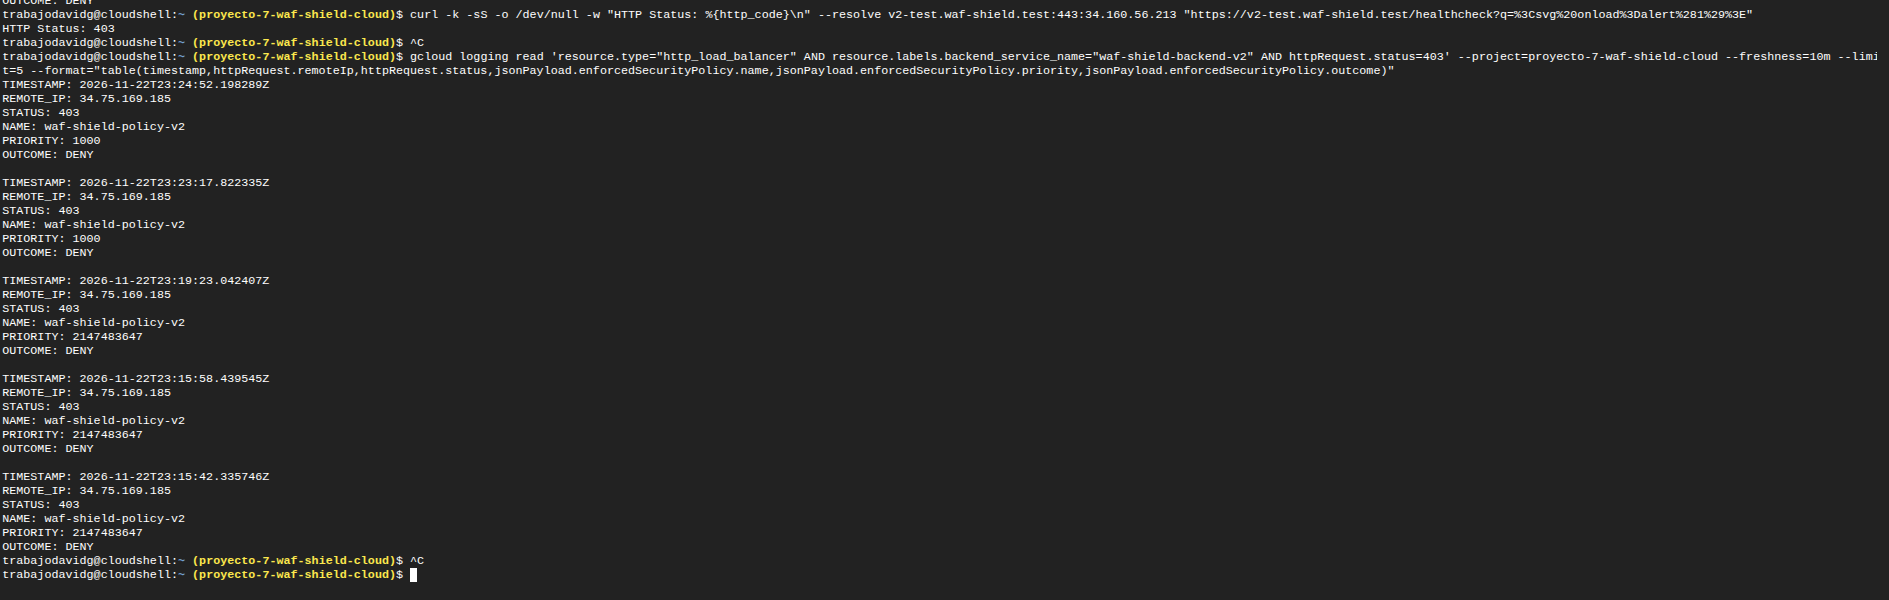 OUTCOME: DENY
trabajodavidg@cloudshell:~ (proyecto-7-waf-shield-cloud)$ curl -k -sS -o /dev/null -w "HTTP Status: %{http_code}\n" --resolve v2-test.waf-shield.test:443:34.160.56.213 "https://v2-test.waf-shield.test/healthcheck?q=%3Csvg%20onload%3Dalert%281%29%3E"
HTTP Status: 403
trabajodavidg@cloudshell:~ (proyecto-7-waf-shield-cloud)$ ^C
trabajodavidg@cloudshell:~ (proyecto-7-waf-shield-cloud)$ gcloud logging read 'resource.type="http_load_balancer" AND resource.labels.backend_service_name="waf-shield-backend-v2" AND httpRequest.status=403' --project=proyecto-7-waf-shield-cloud --freshness=10m --limi
t=5 --format="table(timestamp,httpRequest.remoteIp,httpRequest.status,jsonPayload.enforcedSecurityPolicy.name,jsonPayload.enforcedSecurityPolicy.priority,jsonPayload.enforcedSecurityPolicy.outcome)"
TIMESTAMP: 2026-11-22T23:24:52.198289Z
REMOTE_IP: 34.75.169.185
STATUS: 403
NAME: waf-shield-policy-v2
PRIORITY: 1000
OUTCOME: DENY
TIMESTAMP: 2026-11-22T23:23:17.822335Z
REMOTE_IP: 34.75.169.185
STATUS: 403
NAME: waf-shield-policy-v2
PRIORITY: 1000
OUTCOME: DENY
TIMESTAMP: 2026-11-22T23:19:23.042407Z
REMOTE_IP: 34.75.169.185
STATUS: 403
NAME: waf-shield-policy-v2
PRIORITY: 2147483647
OUTCOME: DENY
TIMESTAMP: 2026-11-22T23:15:58.439545Z
REMOTE_IP: 34.75.169.185
STATUS: 403
NAME: waf-shield-policy-v2
PRIORITY: 2147483647
OUTCOME: DENY
TIMESTAMP: 2026-11-22T23:15:42.335746Z
REMOTE_IP: 34.75.169.185
STATUS: 403
NAME: waf-shield-policy-v2
PRIORITY: 2147483647
OUTCOME: DENY
trabajodavidg@cloudshell:~ (proyecto-7-waf-shield-cloud)$ ^C
trabajodavidg@cloudshell:~ (proyecto-7-waf-shield-cloud)$